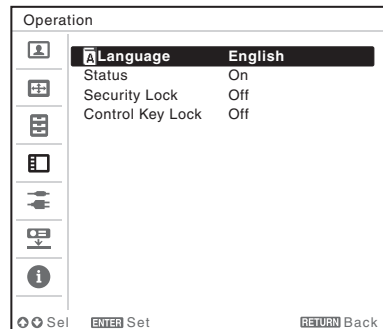 Operation
A Language English
Status On
Security Lock Off
Control Key Lock Off
Sel ENTER Set RETURN Back